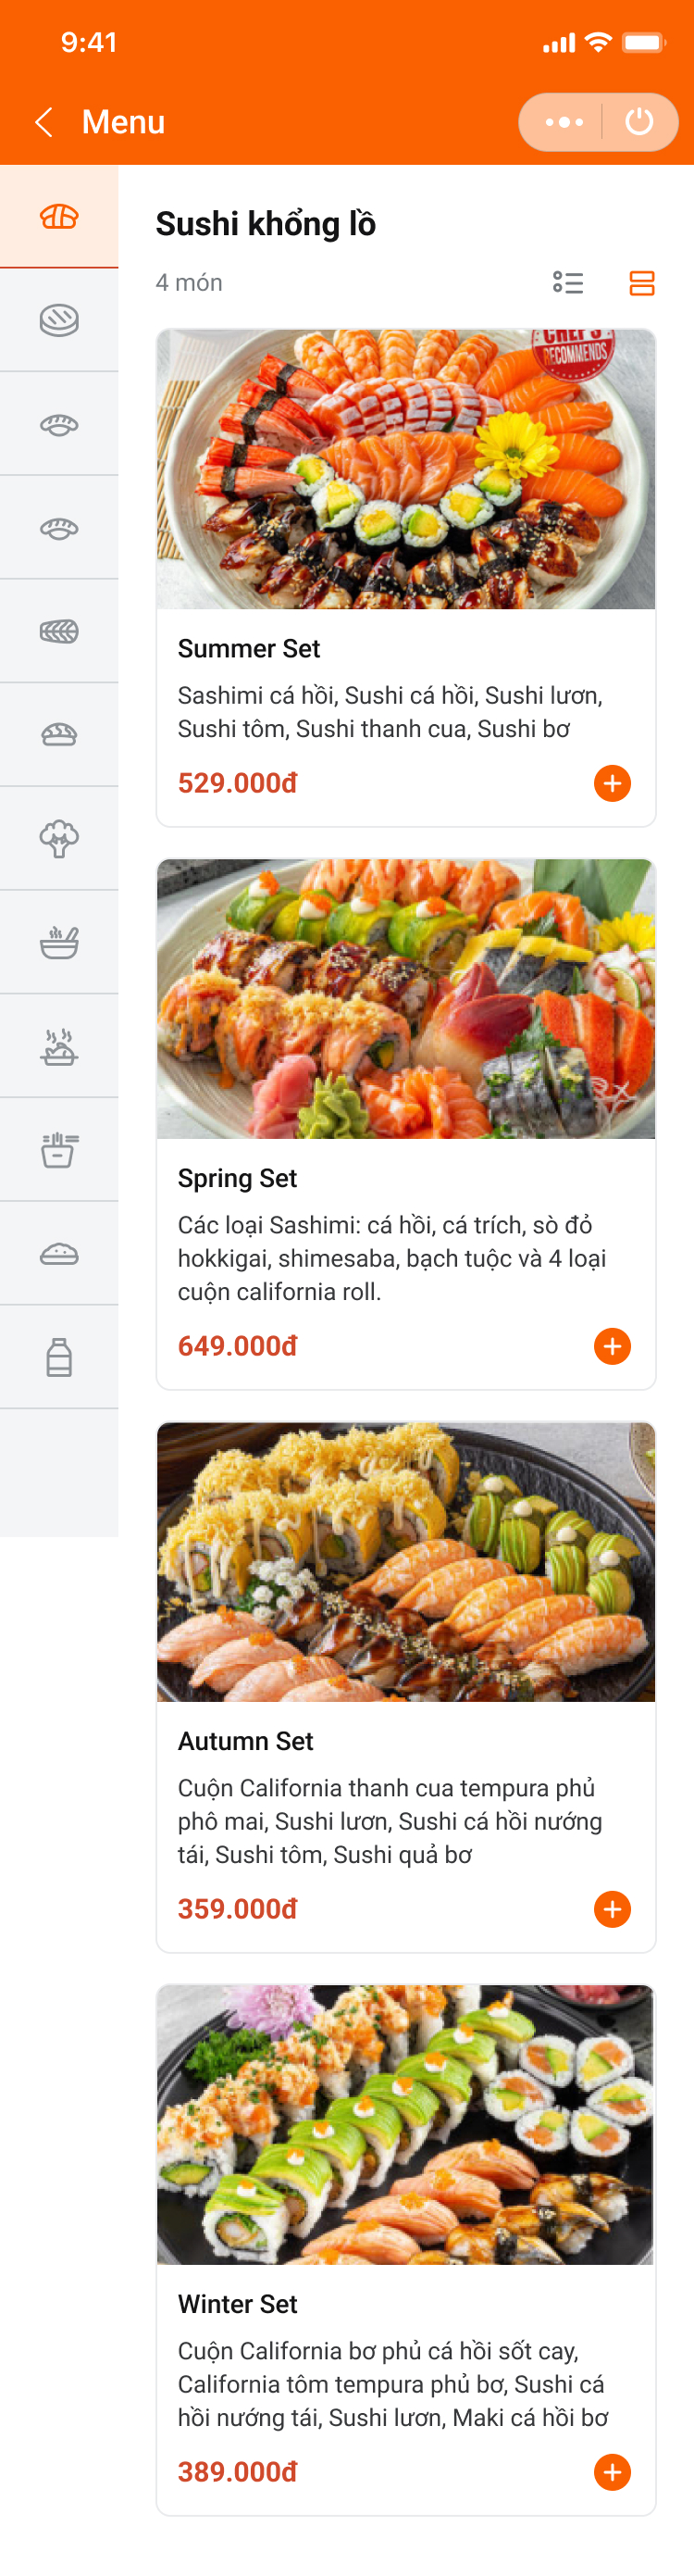 9:41
Menu
Sushi khổng lồ
4 món
CHEF'S
RECOMMENDS
Summer Set
Sashimi cá hồi, Sushi cá hồi, Sushi lươn,
Sushi tôm, Sushi thanh cua, Sushi bơ
529.000đ
Spring Set
Các loại Sashimi: cá hồi, cá trích, sò đỏ
hokkigai, shimesaba, bạch tuộc và 4 loại
cuộn california roll.
649.000đ
Autumn Set
Cuộn California thanh cua tempura phủ
phô mai, Sushi lươn, Sushi cá hồi nướng
tái, Sushi tôm, Sushi quả bơ
359.000đ
Winter Set
Cuộn California bơ phủ cá hồi sốt cay,
California tôm tempura phủ bơ, Sushi cá
hồi nướng tái, Sushi lươn, Maki cá hồi bơ
389.000đ